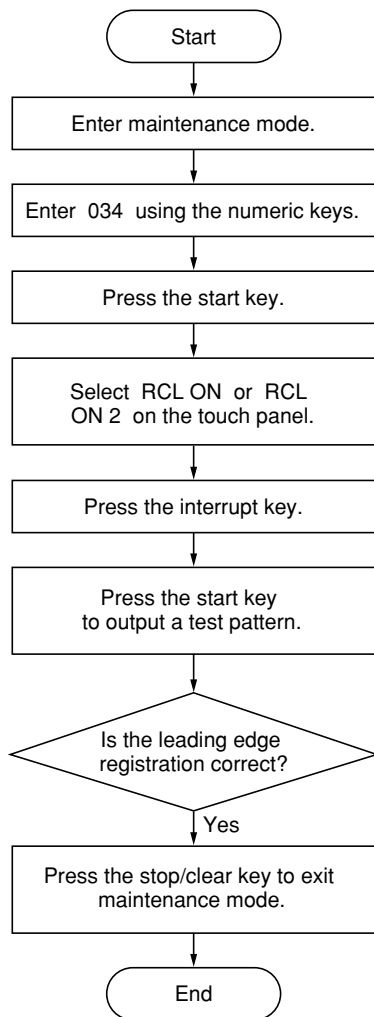 Start
Enter maintenance mode.
Enter 034 using the numeric keys.
Press the start key.
Select RCL ON or RCL
ON 2 on the touch panel.
Press the interrupt key.
Press the start key
to output a test pattern.
Is the leading edge
registration correct?
Yes
Press the stop/clear key to exit
maintenance mode.
End